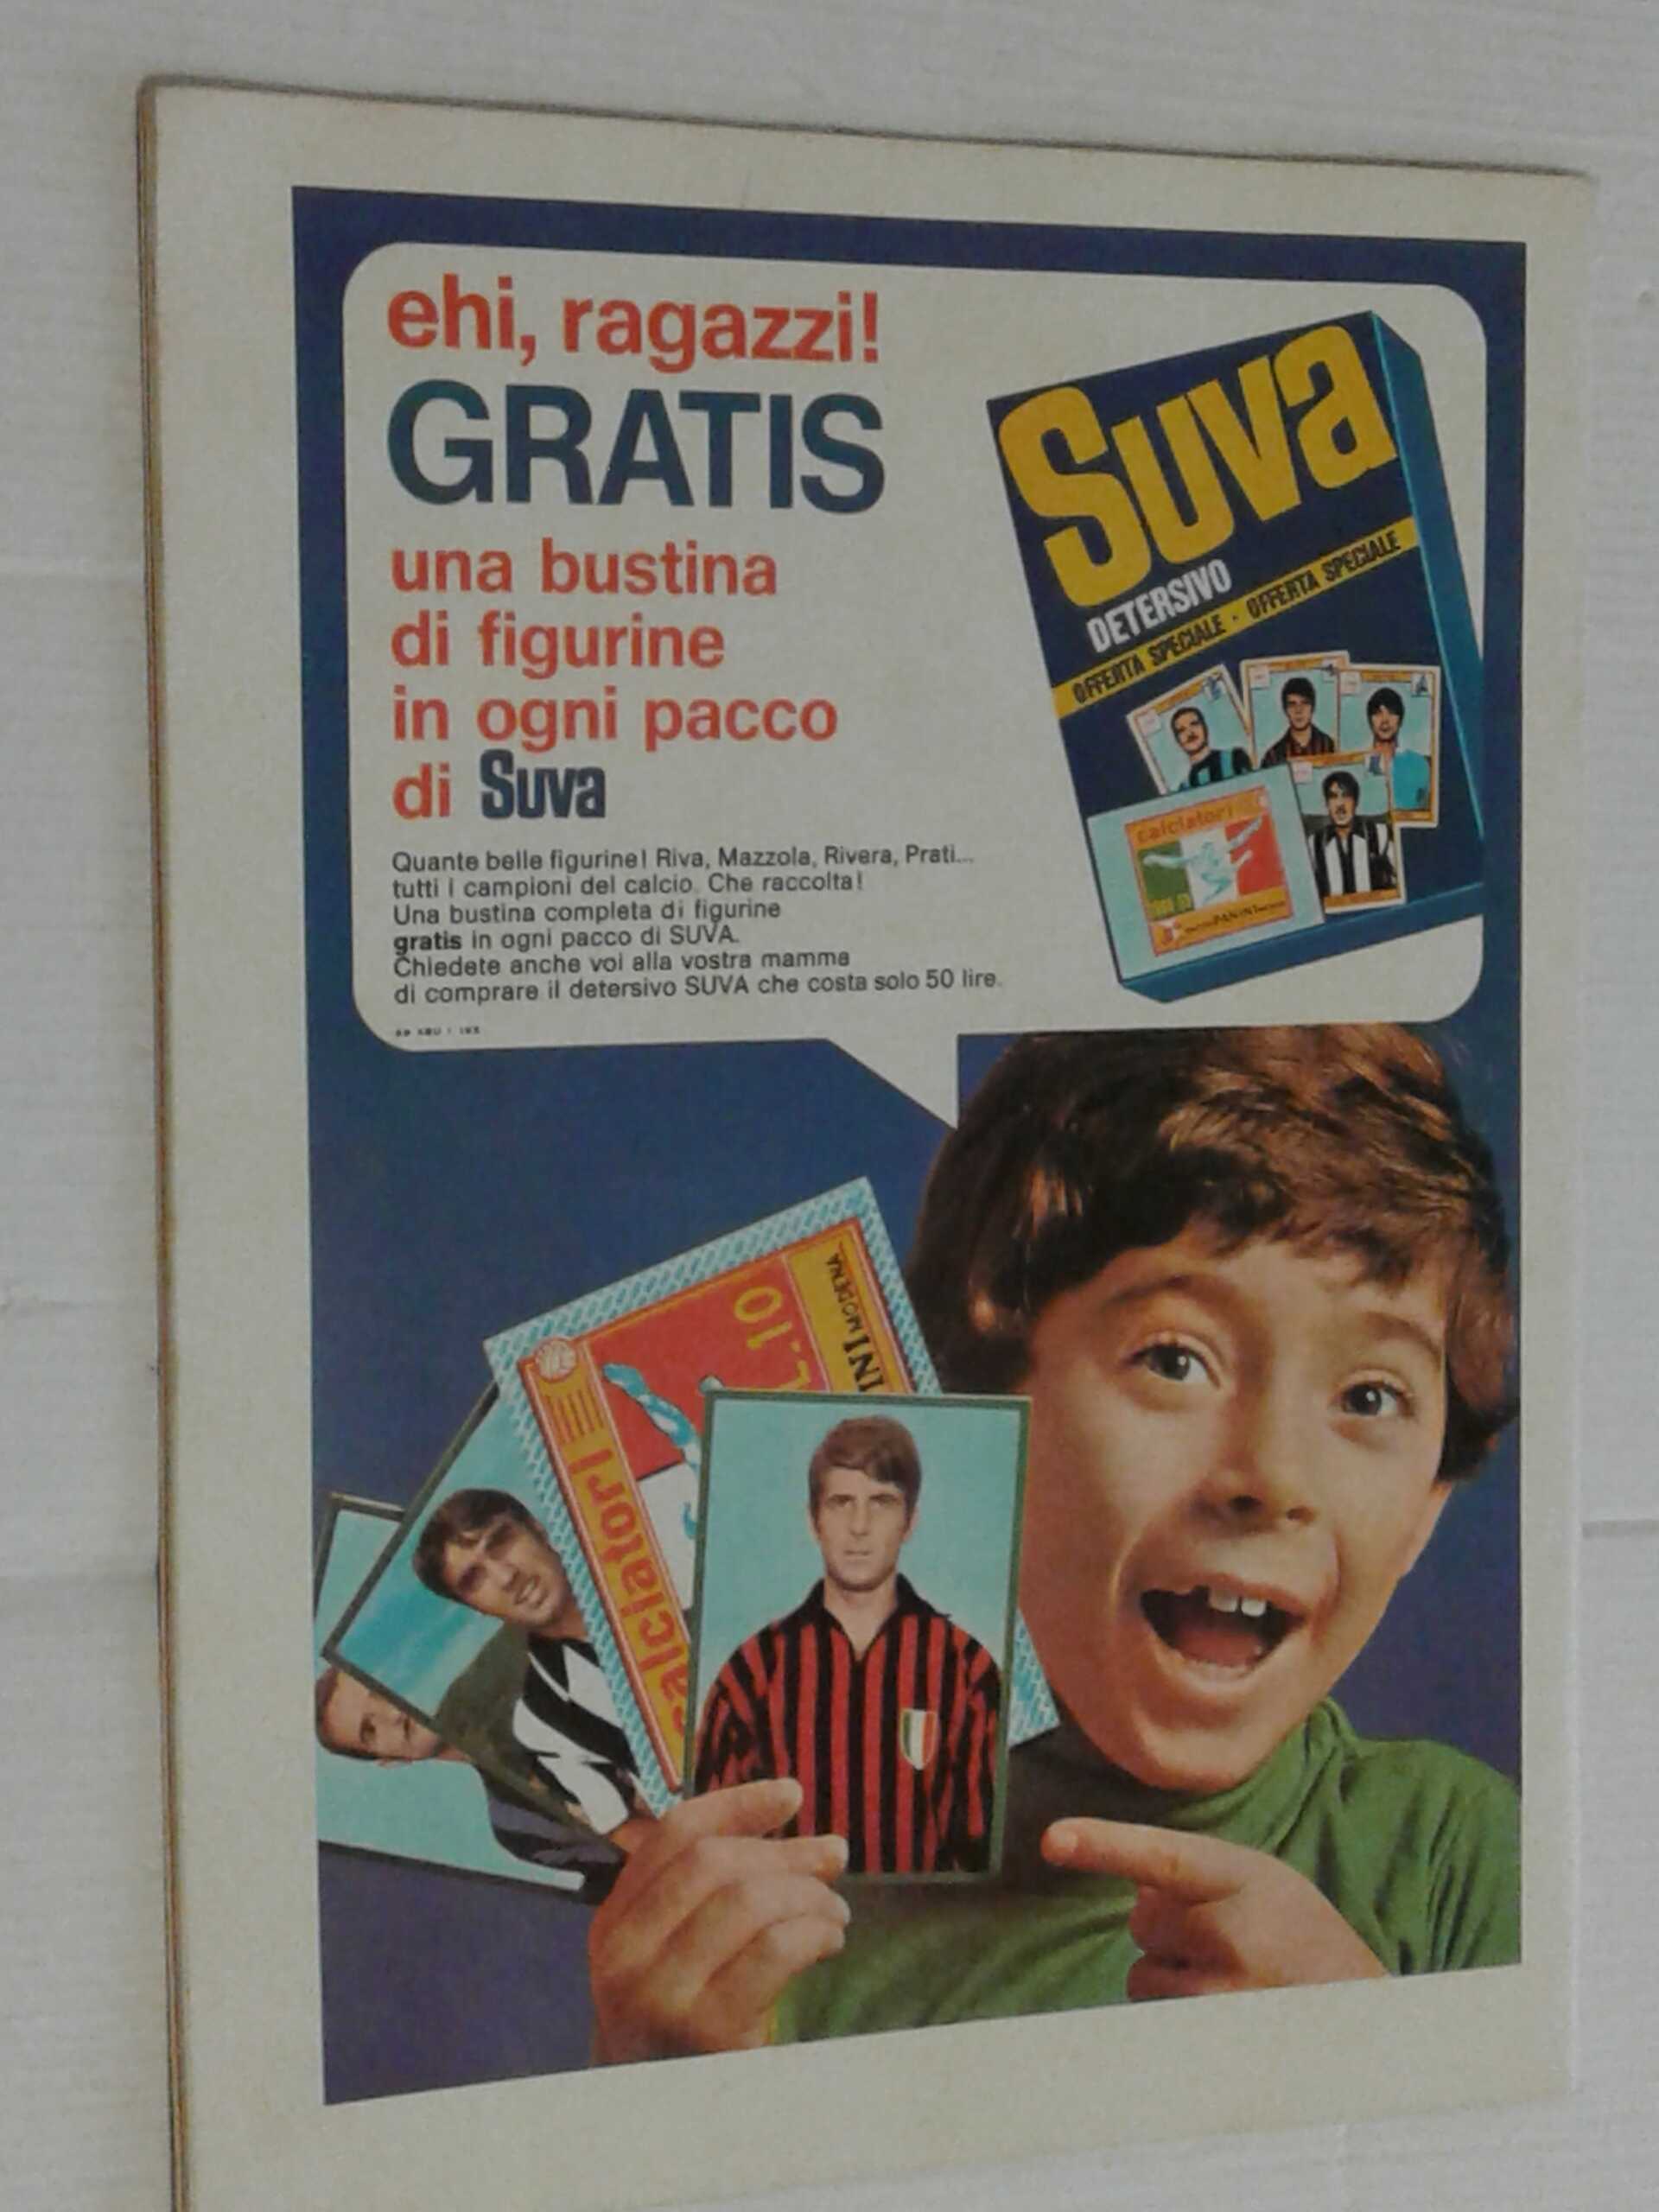 ehi, ragazzi!
GRATIS
una bustina
di figurine
in ogni pacco
di Suva
Quante belle figurine! Riva, Mazzola, Rivera, Prati...
tutti i campioni del calcio. Che raccolta!
Una bustina completa di figurine
gratis in ogni pacco di SUVA.
Chiedete anche voi alla vostra mamma
di comprare il detersivo SUVA che costa solo 50 lire.
Suva
DETERSIVO
OFFERTA SPECIALE - OFFERTA SPECIALE
calciatori
PANINI
calciatori
L. 10
INI MODENA